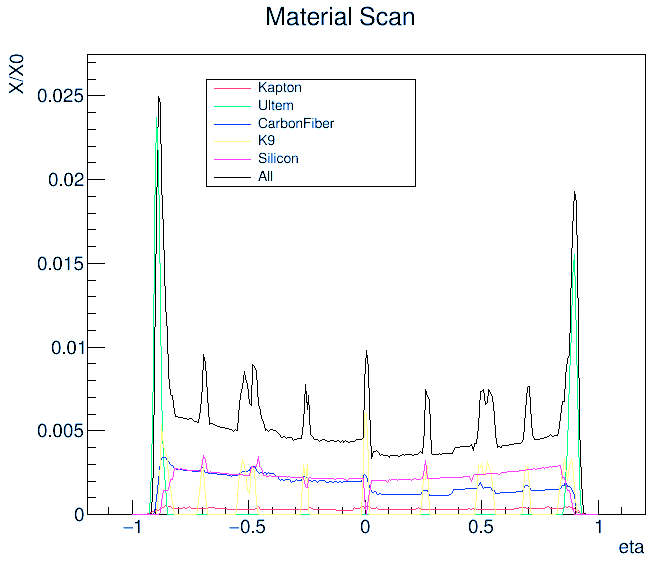 Material Scan
X/X0
0.025
0.02
0.015
0.01
0.005
0
Kapton
Ultem
CarbonFiber
K9
Silicon
All
−1 −0.5 0 0.5 1
eta